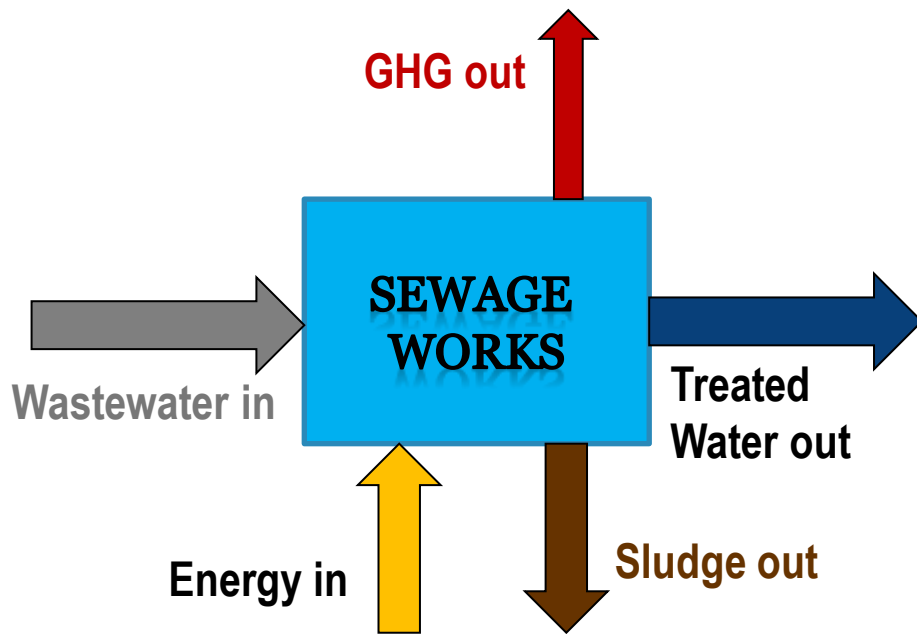 GHG out
SEWAGE
WORKS
Wastewater in
Treated
Water out
Energy in
Sludge out